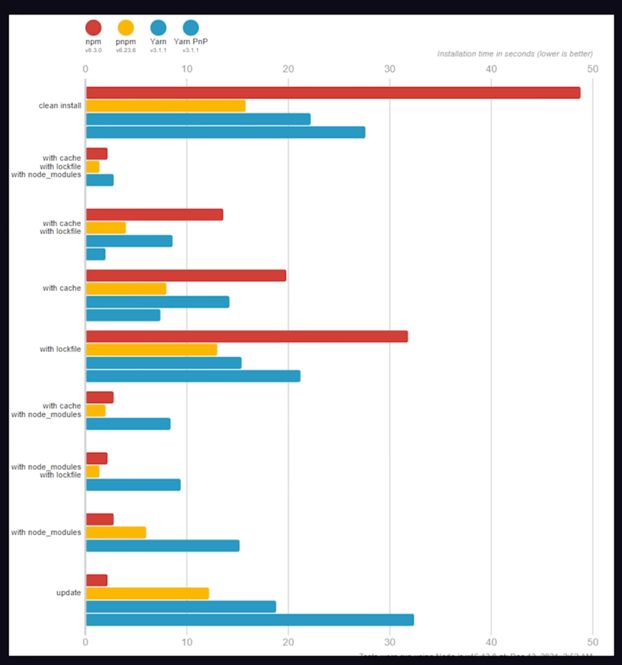 npm pnpm Yarn Yarn PnP
v8.3.0 v6.23.6 v3.1.1 v3.1.1
Installation time in seconds (lower is better)
0 10 20 30 40 50
clean install
with cache
with lockfile
with node_modules
with cache
with lockfile
with cache
with lockfile
with cache
with node_modules
with node_modules
with lockfile
with node_modules
update
0 10 20 30 40 50